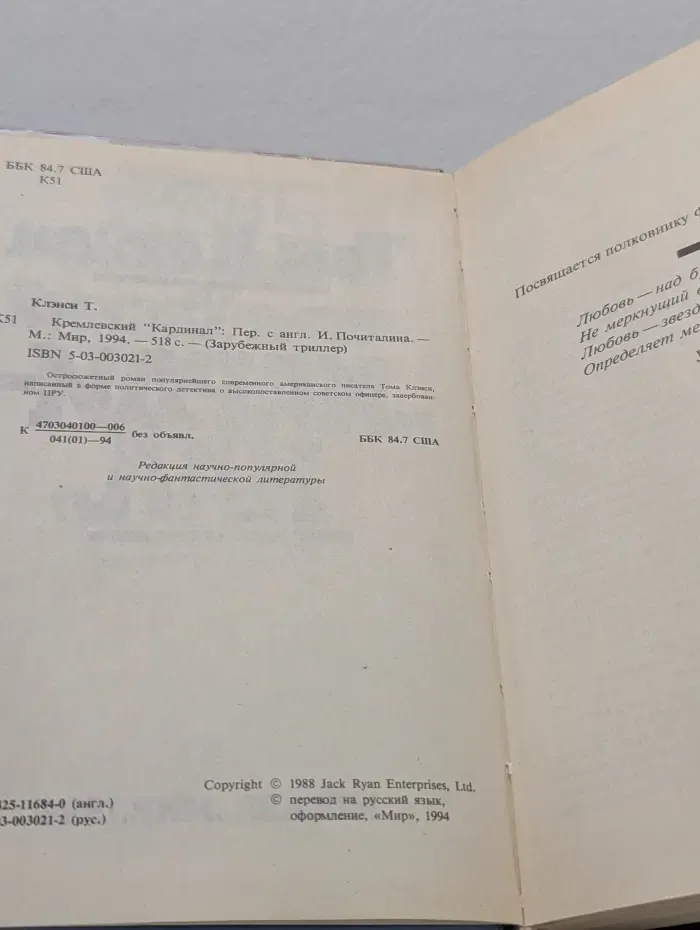 ББК 84.7 США
К51
Клэнси Т.
К51 Кремлевский "Кардинал": Пер. с англ. И. Почиталина. —
М.: Мир, 1994. — 518 с. — (Зарубежный триллер)
ISBN 5-03-003021-2
Остросюжетный роман популярнейшего современного американского писателя Тома Клэнси,
написанный в форме политического детектива о высокопоставленном советском офицере, завербован-
ном ЦРУ.
К 4703040100—006
041(01)—94 без объявл.
ББК 84.7 США
Редакция научно-популярной
и научно-фантастической литературы
25-11684-0 (англ.)
3-003021-2 (рус.)
Copyright © 1988 Jack Ryan Enterprises, Ltd.
© перевод на русский язык,
оформление, «Мир», 1994
Посвящается полковнику
Любовь — над
Не меркнущий
Любовь — звезд
Определяет